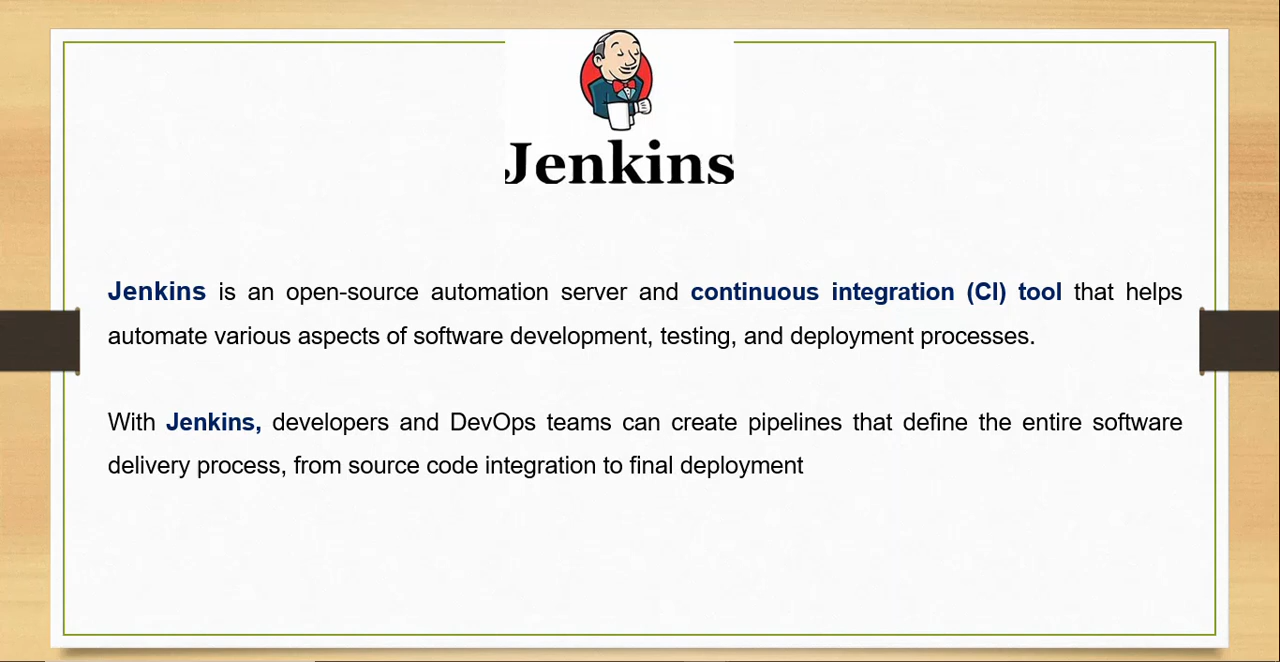 Jenkins
Jenkins is an open-source automation server and continuous integration (CI) tool that helps
automate various aspects of software development, testing, and deployment processes.
With Jenkins, developers and DevOps teams can create pipelines that define the entire software
delivery process, from source code integration to final deployment